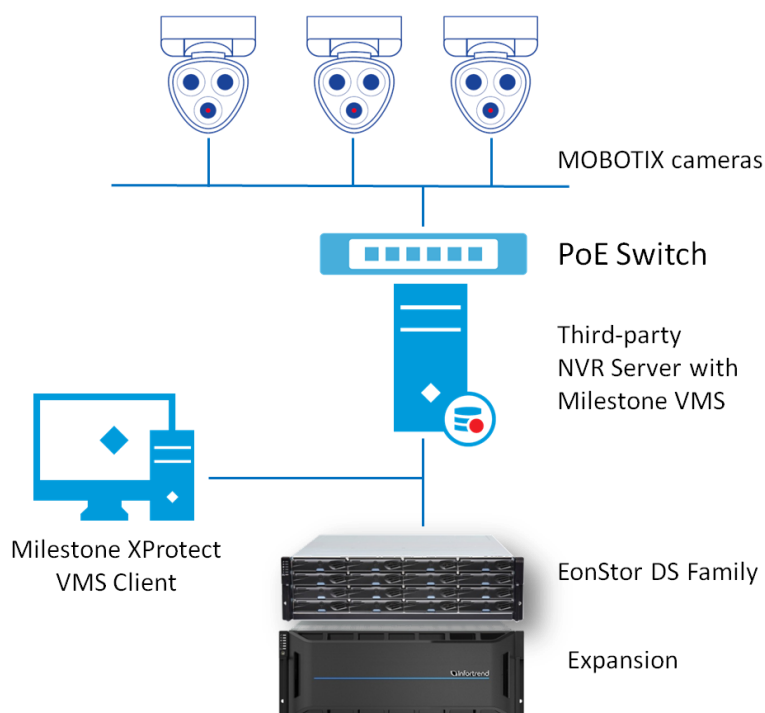 MOBOTIX cameras
PoE Switch
Third-party
NVR Server with
Milestone VMS
Milestone XProtect
VMS Client
EonStor DS Family
Expansion
Infortrend